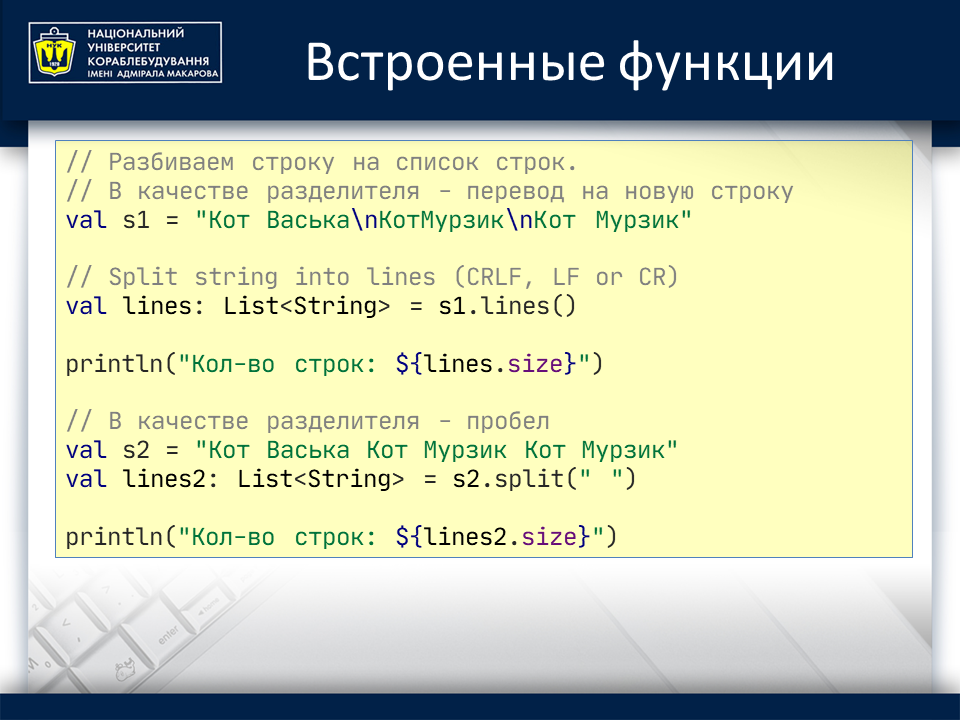 НАЦІОНАЛЬНИЙ
УНІВЕРСИТЕТ
КОРАБЛЕБУДУВАННЯ
ІМЕНІ АДМІРАЛА МАКАРОВА
НУК
1920
Встроенные функции
// Разбиваем строку на список строк.
// В качестве разделителя – перевод на новую строку
val s1 = "Кот Васька\nКотМурзик\nКот Мурзик"
// Split string into lines (CRLF, LF or CR)
val lines: List<String> = s1.lines()
println("Кол-во строк: ${lines.size}")
// В качестве разделителя – пробел
val s2 = "Кот Васька Кот Мурзик Кот Мурзик"
val lines2: List<String> = s2.split(" ")
println("Кол-во строк: ${lines2.size}")
enter